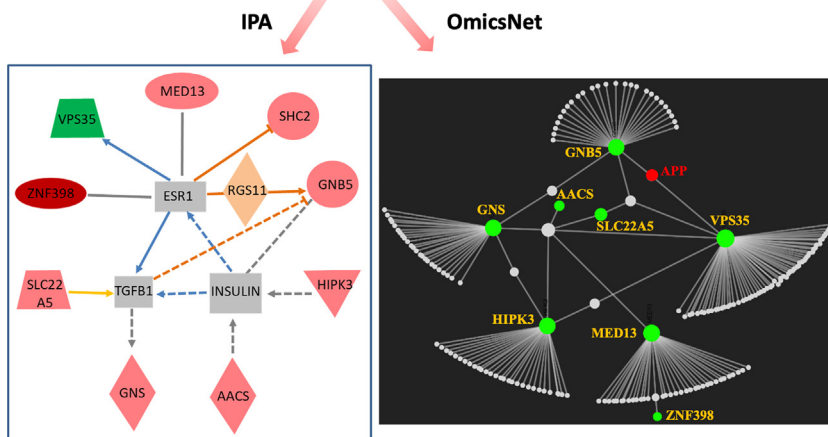 IPA
OmicsNet
MED13
VPS35
SHC2
ZNF398
ESR1
RGS11
GNB5
SLC22
A5
TGFB1
INSULIN
HIPK3
GNS
AACS
GNB5
APP
AACS
GNS
SLC22A5
VPS35
HIPK3
MED13
ZNF398